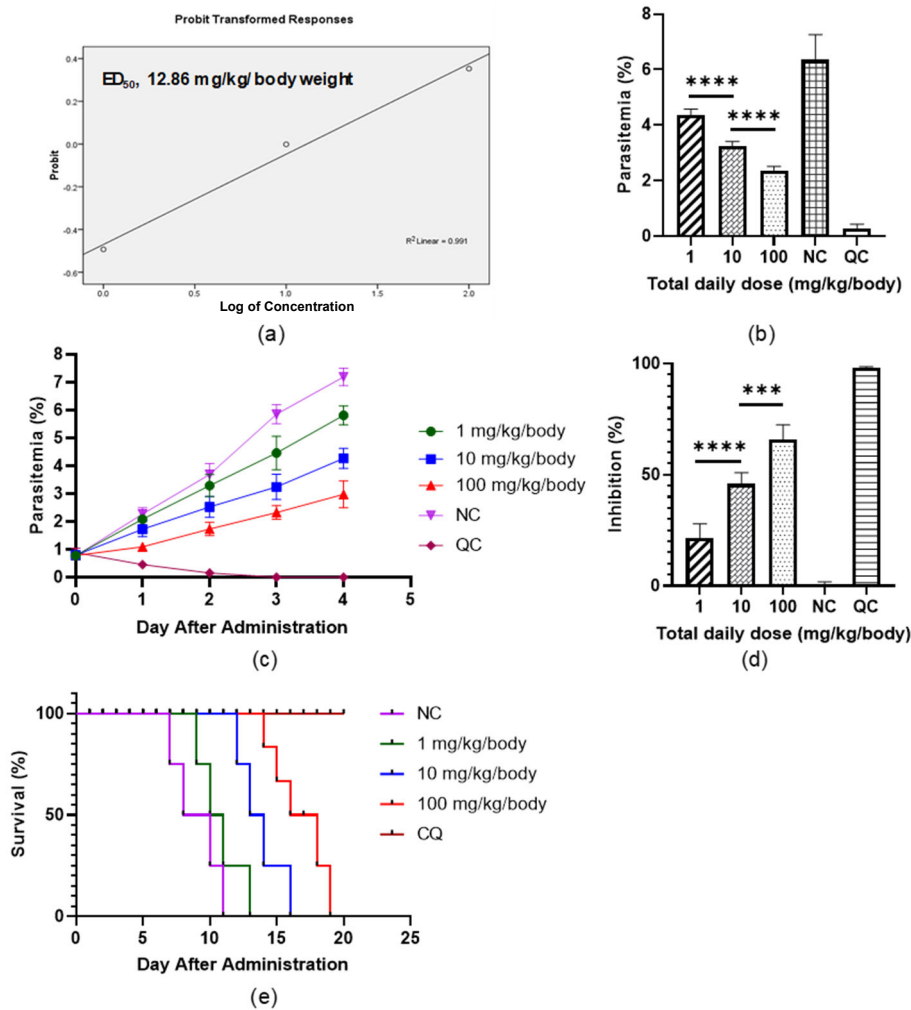 Probit Transformed Responses
ED50, 12.86 mg/kg/body weight
Probit
0.4
0.2
0.0
-0.2
-0.4
-0.6
R2 Linear = 0.991
0.0 0.5 1.0 1.5 2.0
Log of Concentration
(a)
Parasitemia (%)
8
6
4
2
0
****
****
1 10 100 NC QC
Total daily dose (mg/kg/body)
(b)
Parasitemia (%)
8
7
6
5
4
3
2
1
0
0 1 2 3 4 5
Day After Administration
1 mg/kg/body
10 mg/kg/body
100 mg/kg/body
NC
QC
(c)
Inhibition (%)
100
50
0
****
***
1 10 100 NC QC
Total daily dose (mg/kg/body)
(d)
Survival (%)
100
50
0
0 5 10 15 20 25
Day After Administration
NC
1 mg/kg/body
10 mg/kg/body
100 mg/kg/body
CQ
(e)